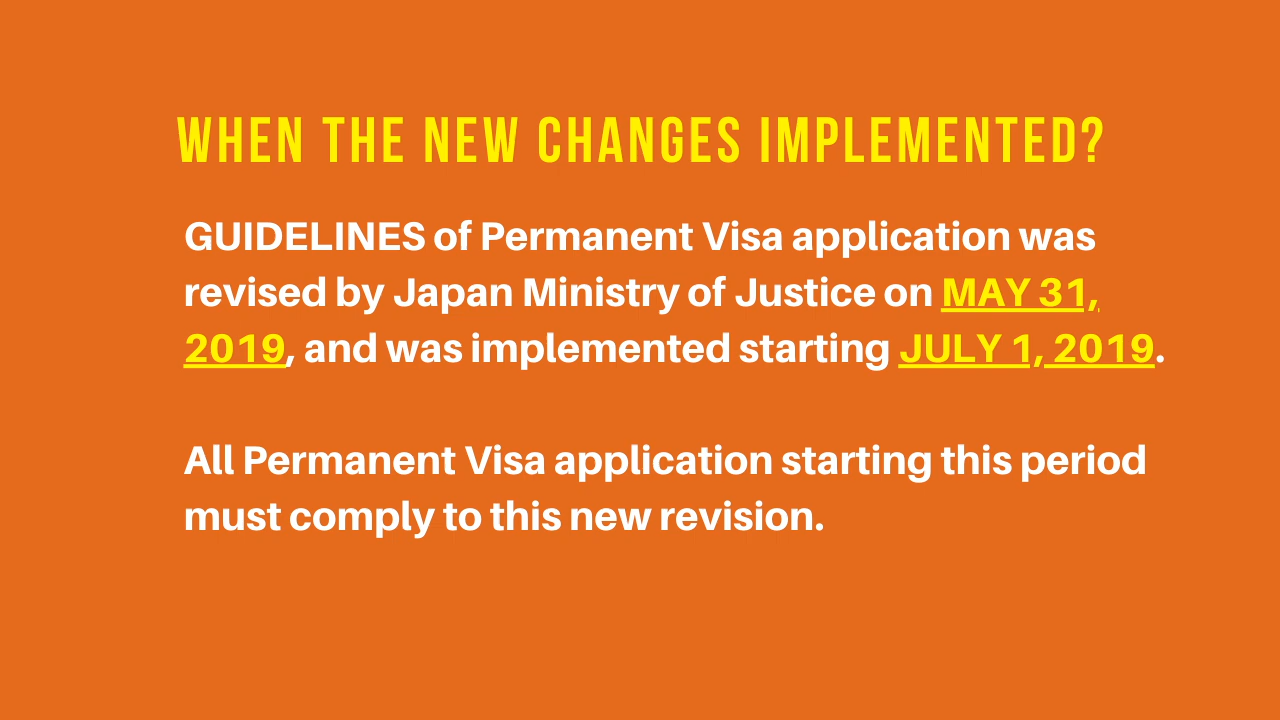 WHEN THE NEW CHANGES IMPLEMENTED?
GUIDELINES of Permanent Visa application was
revised by Japan Ministry of Justice on MAY 31,
2019, and was implemented starting JULY 1, 2019.
All Permanent Visa application starting this period
must comply to this new revision.